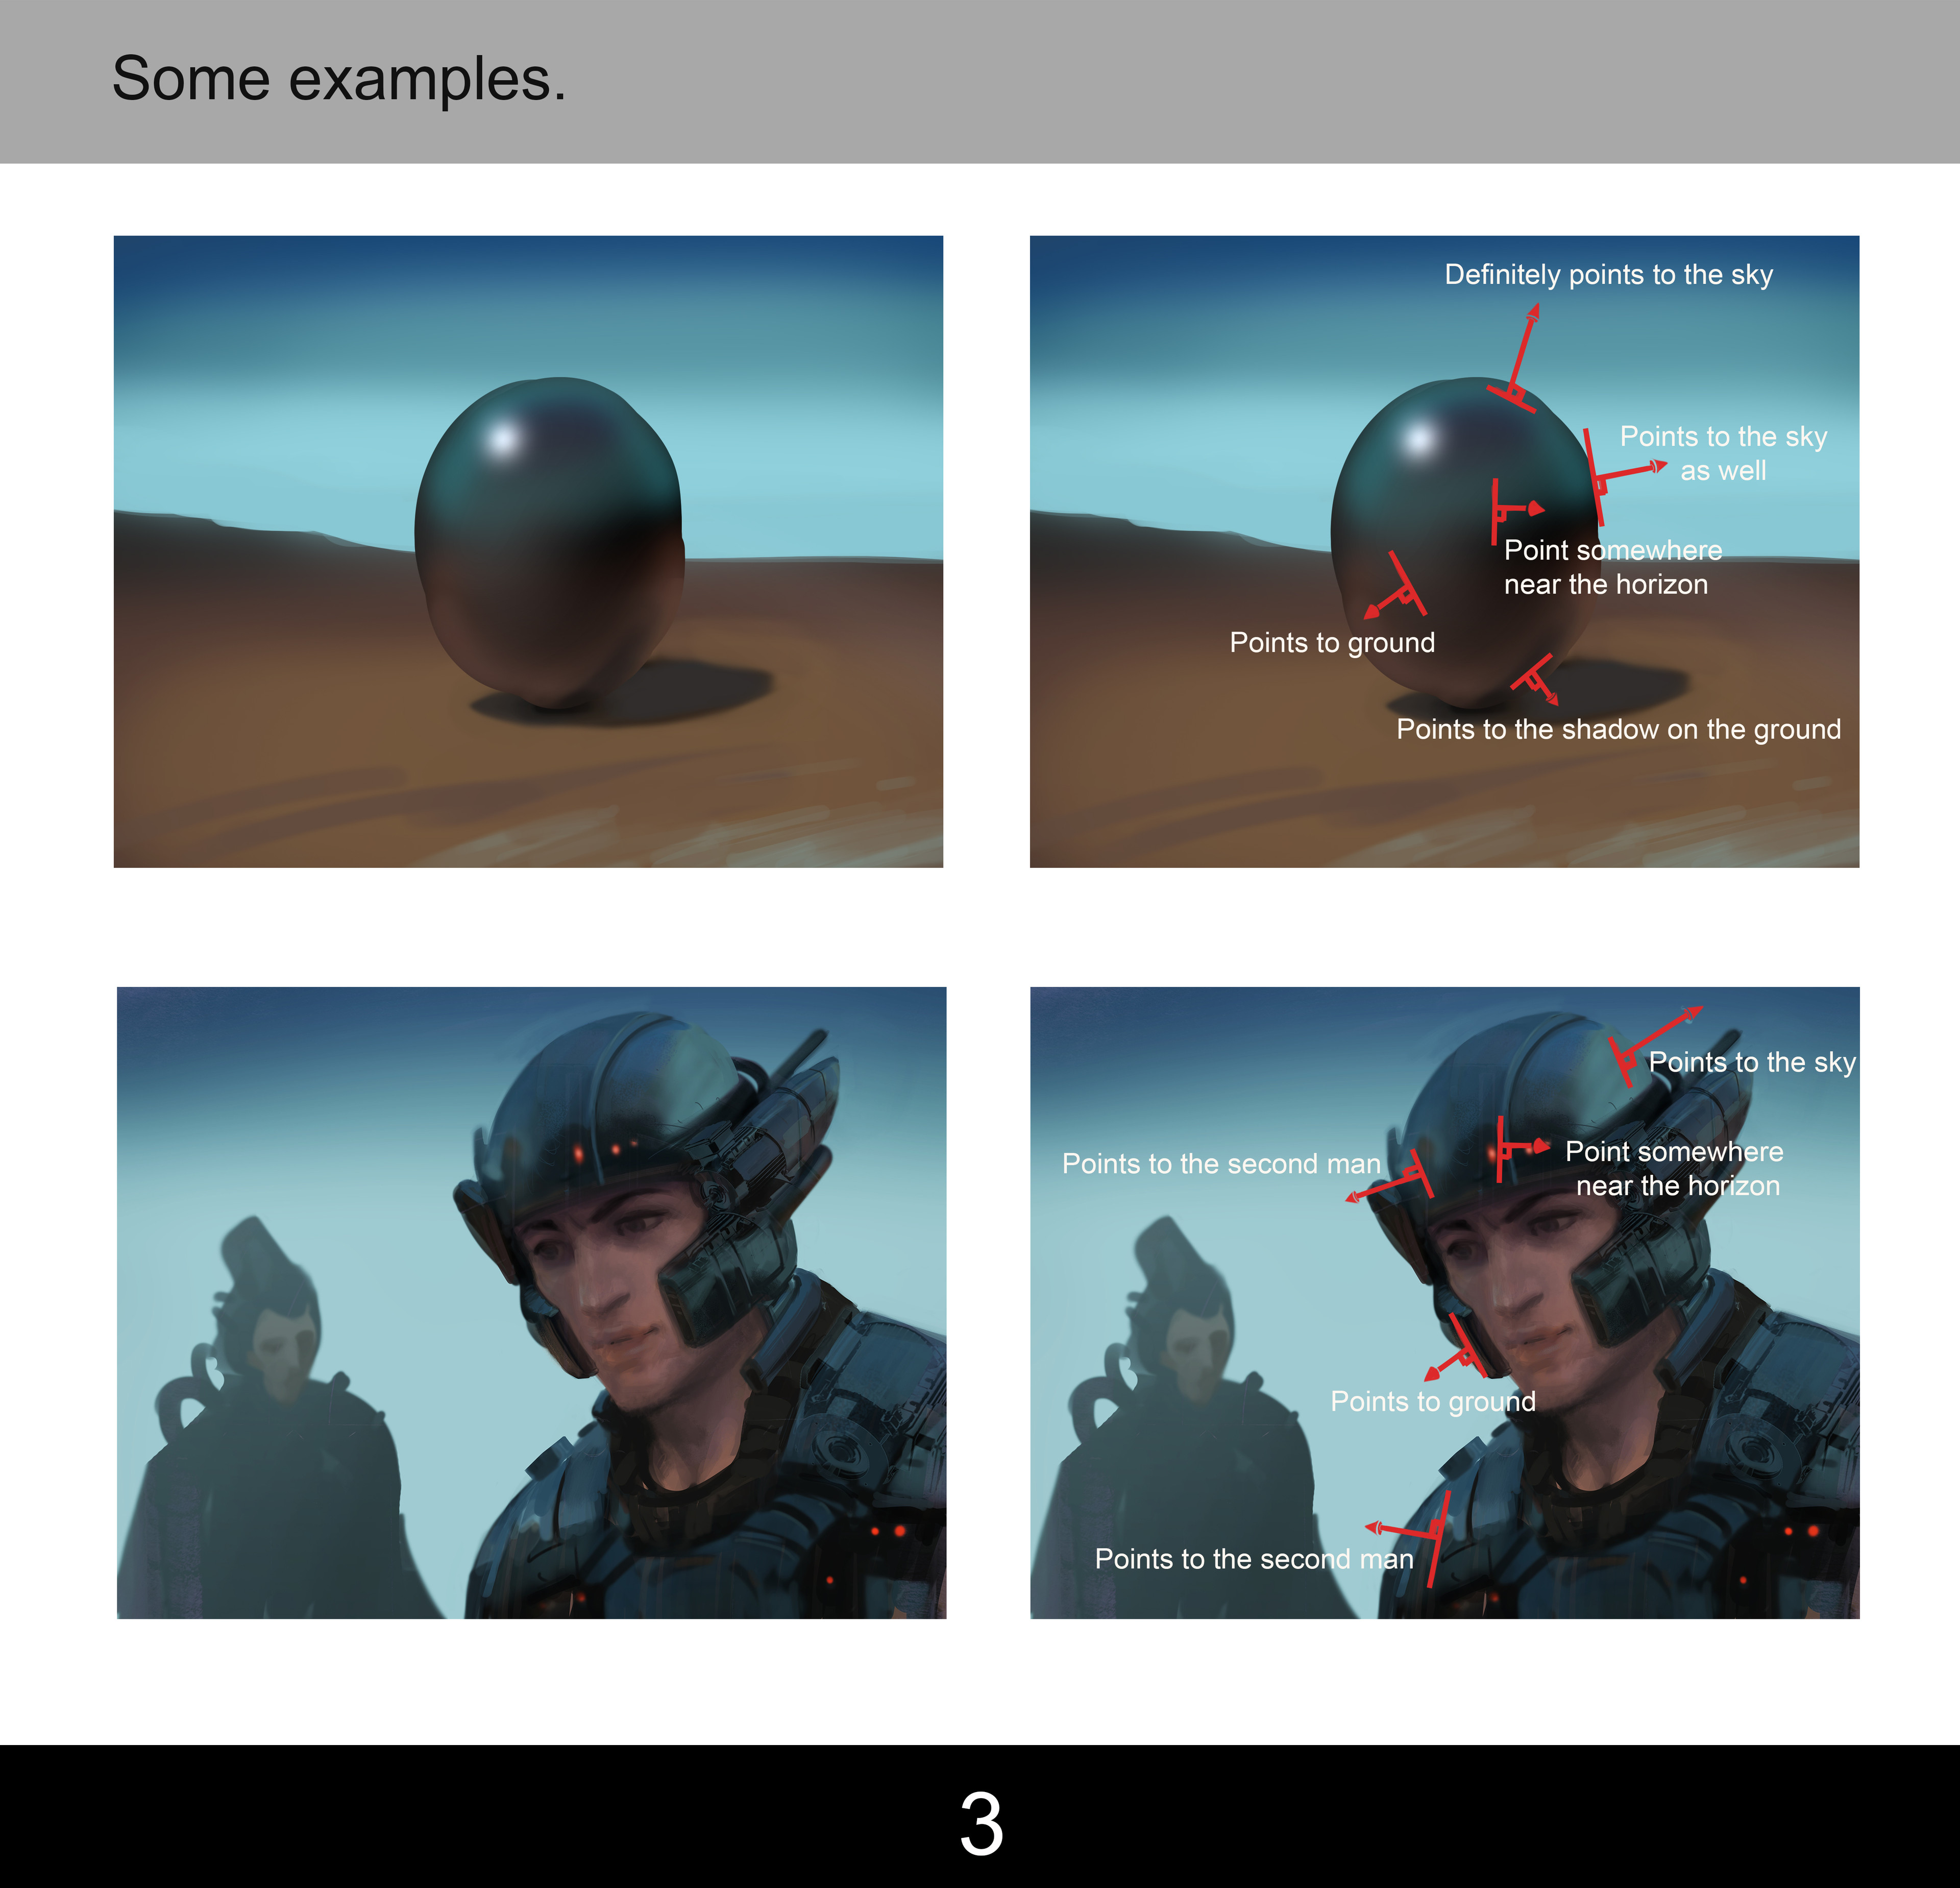 Some examples.
Definitely points to the sky
Points to the sky
as well
Point somewhere
near the horizon
Points to ground
Points to the shadow on the ground
Points to the sky
Point somewhere
near the horizon
Points to the second man
Points to ground
Points to the second man
3